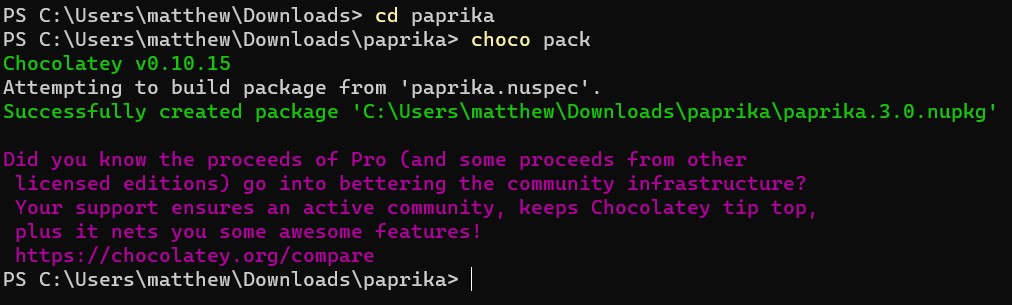 PS C:\Users\matthew\Downloads> cd paprika
PS C:\Users\matthew\Downloads\paprika> choco pack
Chocolatey v0.10.15
Attempting to build package from 'paprika.nuspec'.
Successfully created package 'C:\Users\matthew\Downloads\paprika\paprika.3.0.nupkg'
Did you know the proceeds of Pro (and some proceeds from other
 licensed editions) go into bettering the community infrastructure?
 Your support ensures an active community, keeps Chocolatey tip top,
 plus it nets you some awesome features!
 https://chocolatey.org/compare
PS C:\Users\matthew\Downloads\paprika>